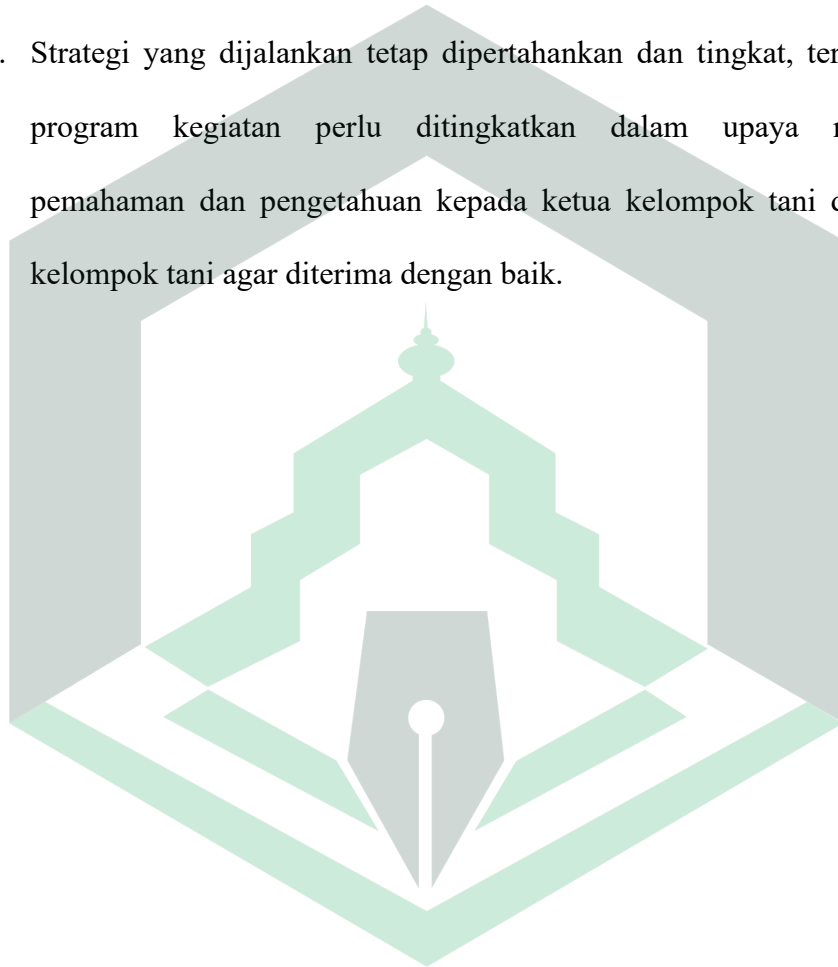 . Strategi yang dijalankan tetap dipertahankan dan tingkat,
program kegiatan perlu ditingkatkan dalam upaya
pemahaman dan pengetahuan kepada ketua kelompok tani
kelompok tani agar diterima dengan baik.